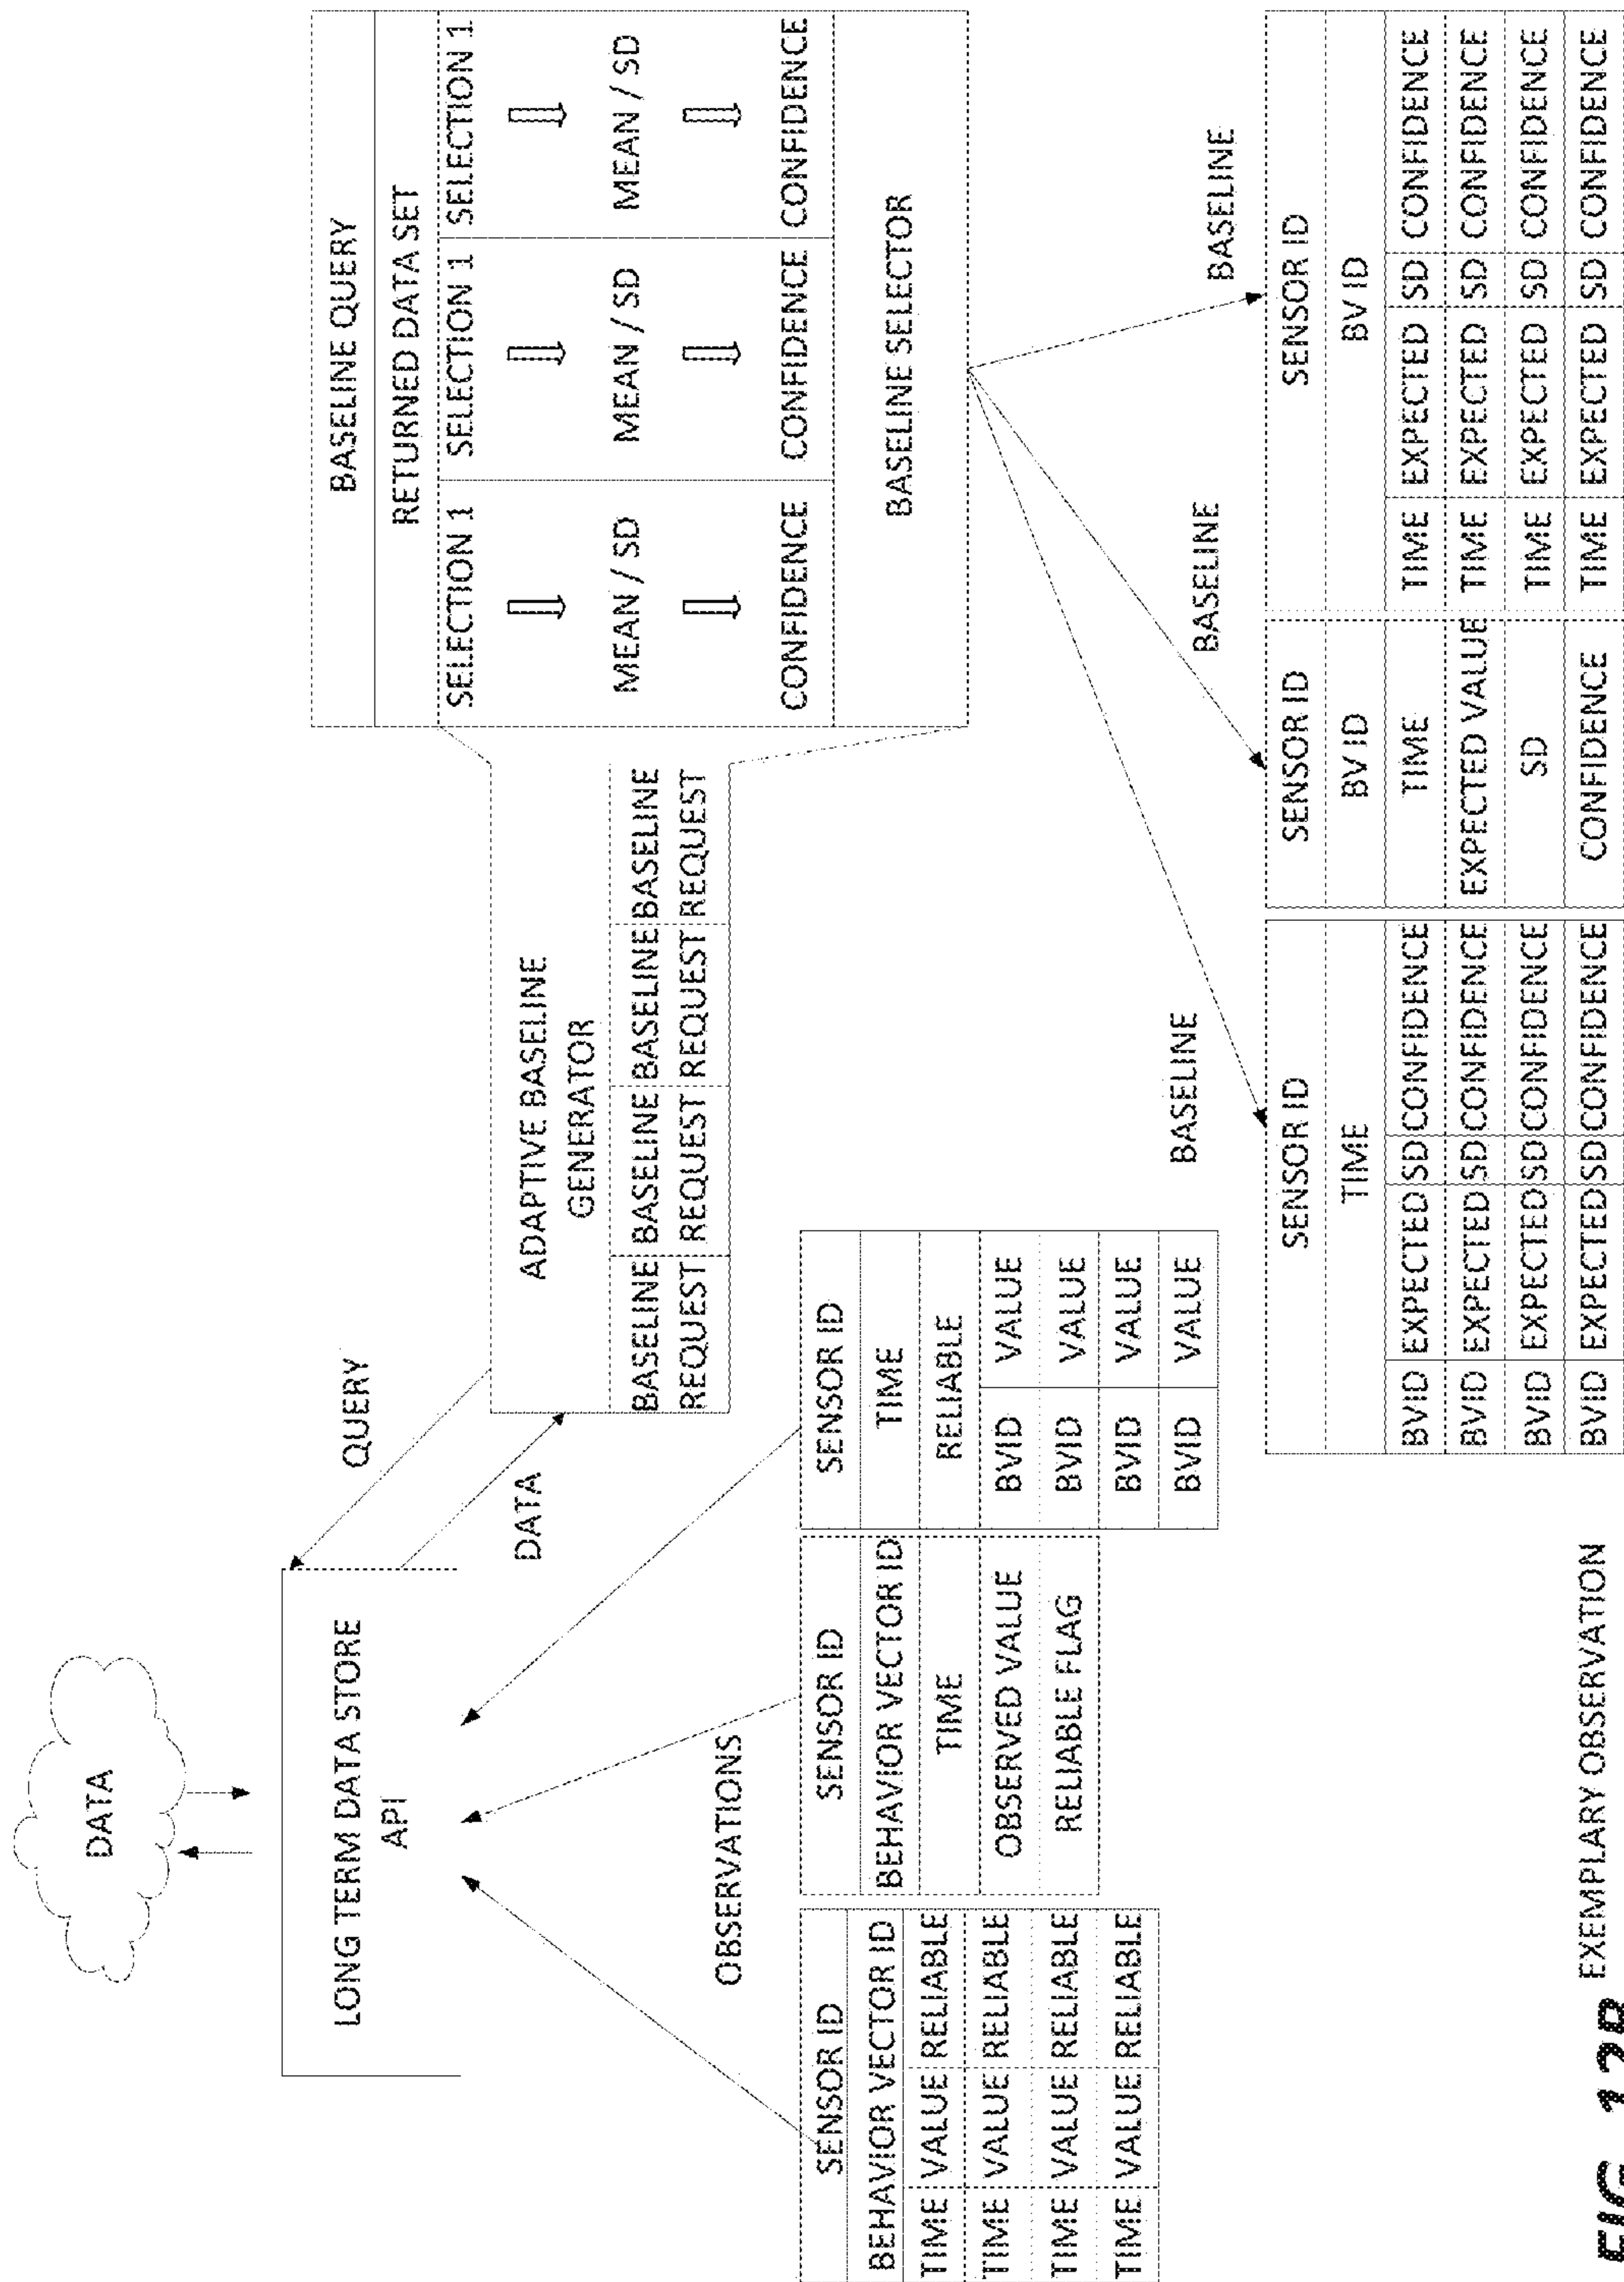 DATA
LONG TERM DATA STORE
API
QUERY
DATA
OBSERVATIONS
SENSOR ID
BEHAVIOR VECTOR ID
TIME VALUE RELIABLE
TIME VALUE RELIABLE
TIME VALUE RELIABLE
TIME VALUE RELIABLE
SENSOR ID
BEHAVIOR VECTOR ID
TIME
OBSERVED VALUE
RELIABLE FLAG
SENSOR ID
TIME
RELIABLE
BVID VALUE
BVID VALUE
BVID VALUE
BVID VALUE
ADAPTIVE BASELINE
GENERATOR
BASELINE BASELINE BASELINE BASELINE
REQUEST REQUEST REQUEST REQUEST
BASELINE QUERY
RETURNED DATA SET
SELECTION 1 SELECTION 1 SELECTION 1
MEAN / SD MEAN / SD MEAN / SD
CONFIDENCE CONFIDENCE CONFIDENCE
BASELINE SELECTOR
BASELINE
BASELINE
BASELINE
SENSOR ID
TIME
BVID EXPECTED SD CONFIDENCE
BVID EXPECTED SD CONFIDENCE
BVID EXPECTED SD CONFIDENCE
BVID EXPECTED SD CONFIDENCE
SENSOR ID
BV ID
TIME
EXPECTED VALUE
SD
CONFIDENCE
SENSOR ID
BV ID
TIME EXPECTED SD CONFIDENCE
TIME EXPECTED SD CONFIDENCE
TIME EXPECTED SD CONFIDENCE
TIME EXPECTED SD CONFIDENCE
EXEMPLARY OBSERVATION
FIG. 12B